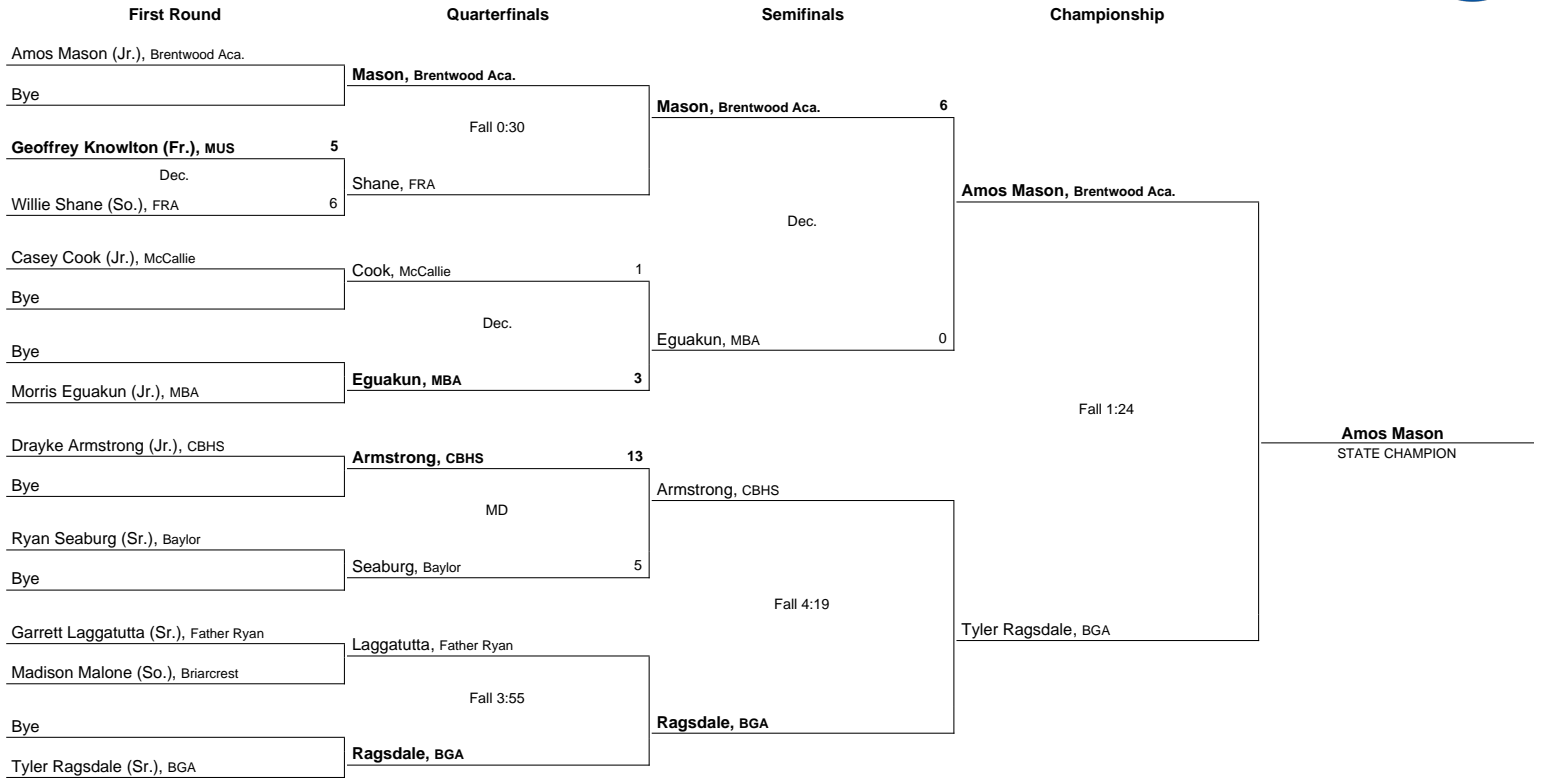 First Round Quarterfinals Semifinals Championship
Amos Mason (Jr.), Brentwood Aca.
Mason, Brentwood Aca.
Bye
Mason, Brentwood Aca. 6
Fall 0:30
Geoffrey Knowlton (Fr.), MUS 5
Dec.
Shane, FRA
Amos Mason, Brentwood Aca.
Willie Shane (So.), FRA 6
Dec.
Casey Cook (Jr.), McCallie
Cook, McCallie 1
Bye
Dec.
Eguakun, MBA 0
Bye
Eguakun, MBA 3
Morris Eguakun (Jr.), MBA
Fall 1:24
Amos Mason
Drayke Armstrong (Jr.), CBHS
STATE CHAMPION
Armstrong, CBHS 13
Bye
Armstrong, CBHS
MD
Ryan Seaburg (Sr.), Baylor
Seaburg, Baylor 5
Bye
Fall 4:19
Garrett Laggatutta (Sr.), Father Ryan
Tyler Ragsdale, BGA
Laggatutta, Father Ryan
Madison Malone (So.), Briarcrest
Fall 3:55
Ragsdale, BGA
Bye
Ragsdale, BGA
Tyler Ragsdale (Sr.), BGA